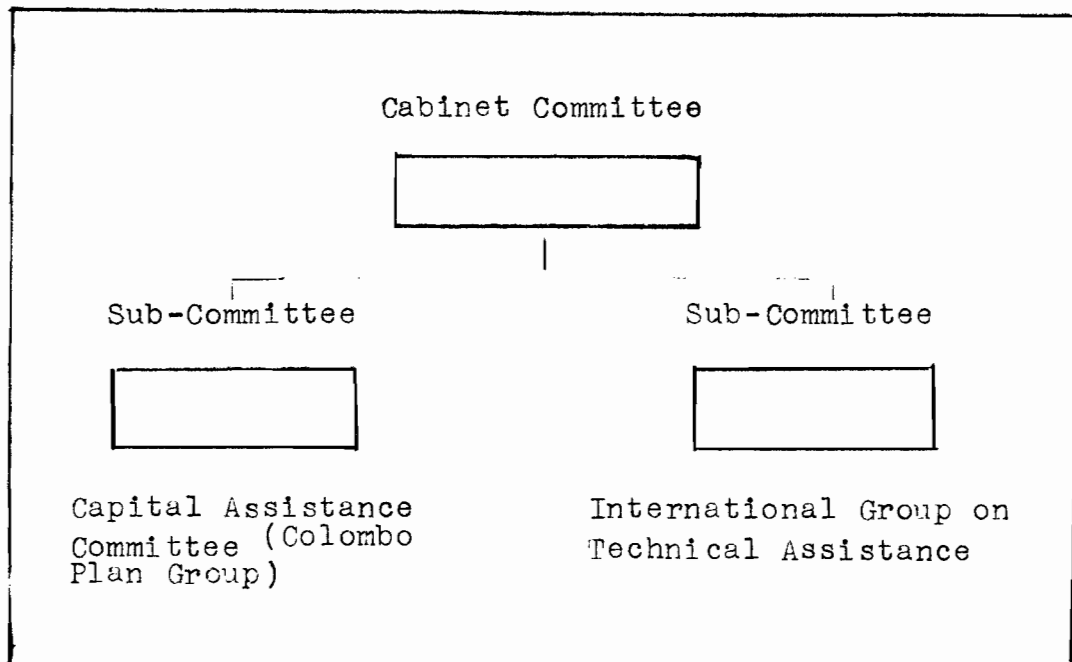 Cabinet Committee
Sub-Committee
Sub-Committee
Capital Assistance
Committee (Colombo
Plan Group)
International Group on
Technical Assistance